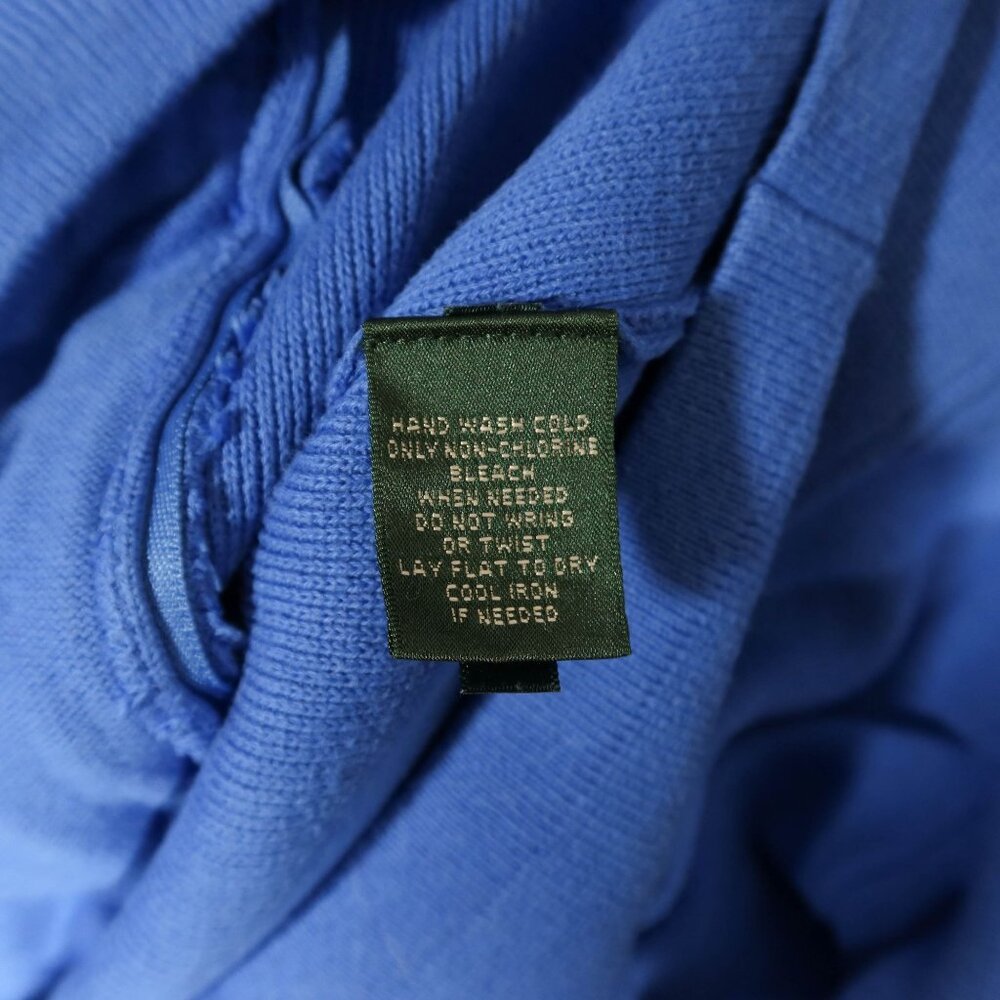 HAND WASH COLD
ONLY NON-CHLORINE
BLEACH
WHEN NEEDED
DO NOT WRING
OR TWIST
LAY FLAT TO DRY
COOL IRON
IF NEEDED